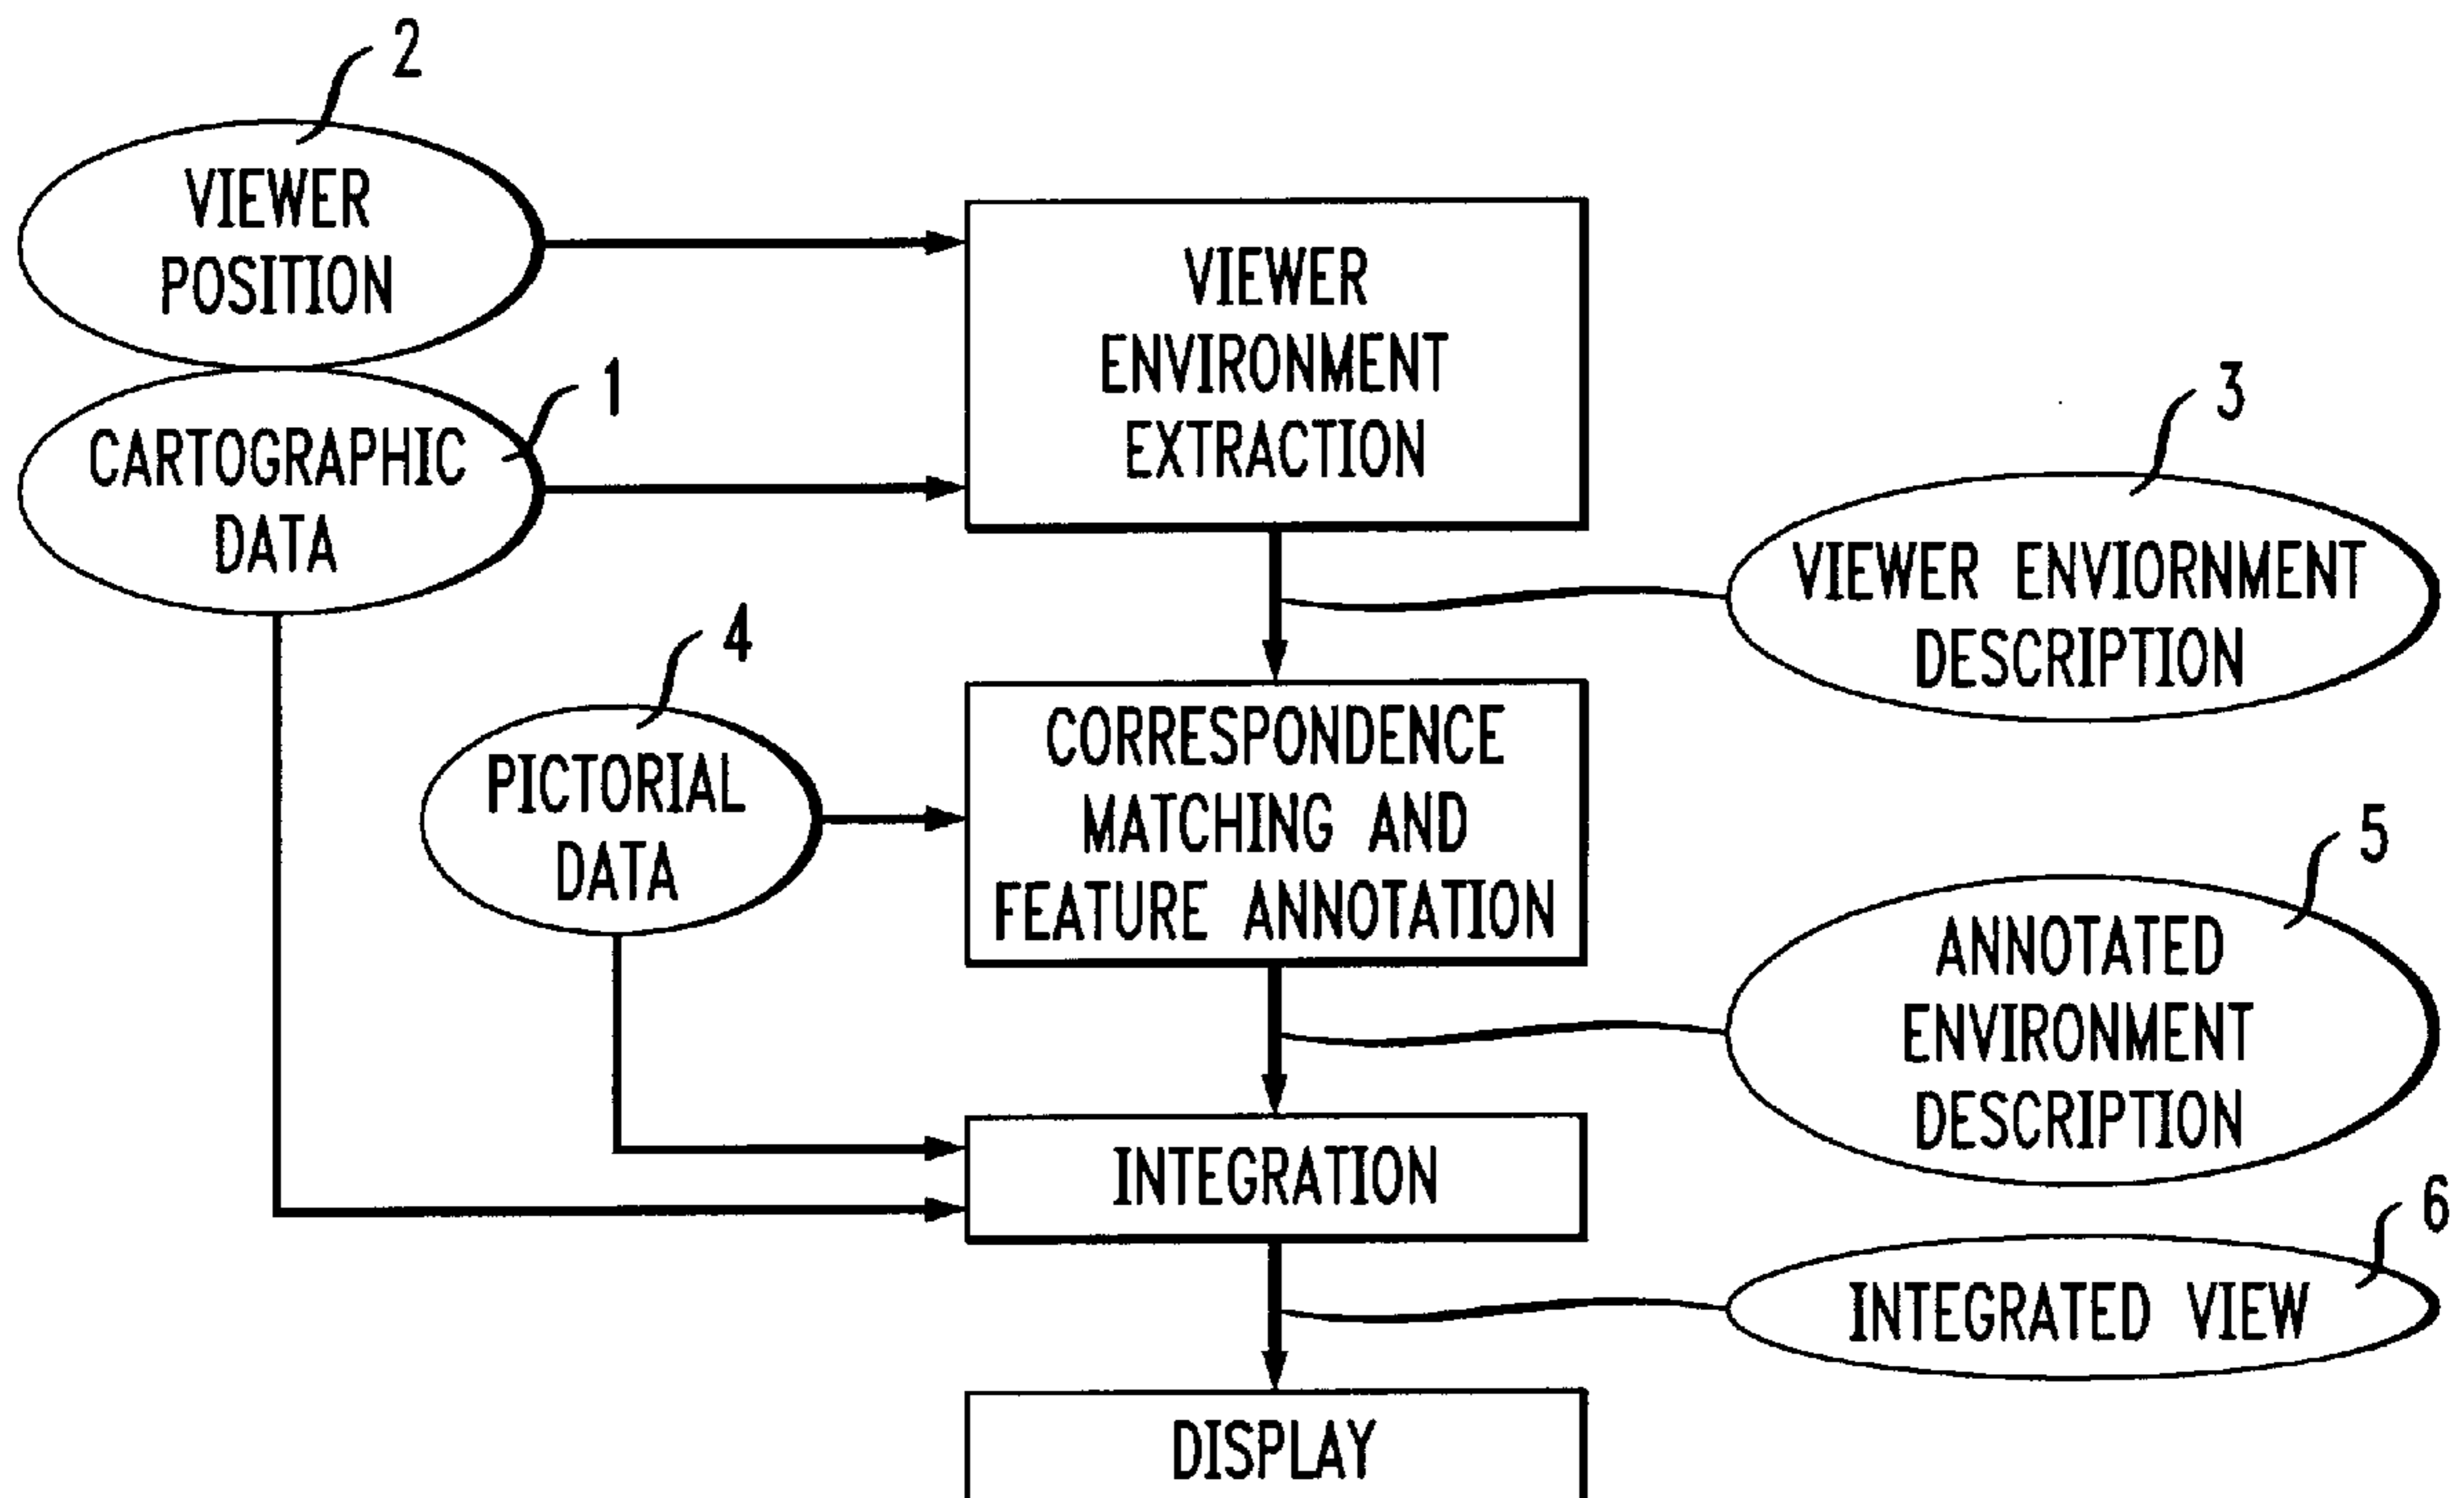 2
VIEWER
POSITION
1
CARTOGRAPHIC
DATA
VIEWER
ENVIRONMENT
EXTRACTION
3
VIEWER ENVIORNMENT
DESCRIPTION
4
PICTORIAL
DATA
CORRESPONDENCE
MATCHING AND
FEATURE ANNOTATION
5
ANNOTATED
ENVIRONMENT
DESCRIPTION
INTEGRATION
6
INTEGRATED VIEW
DISPLAY